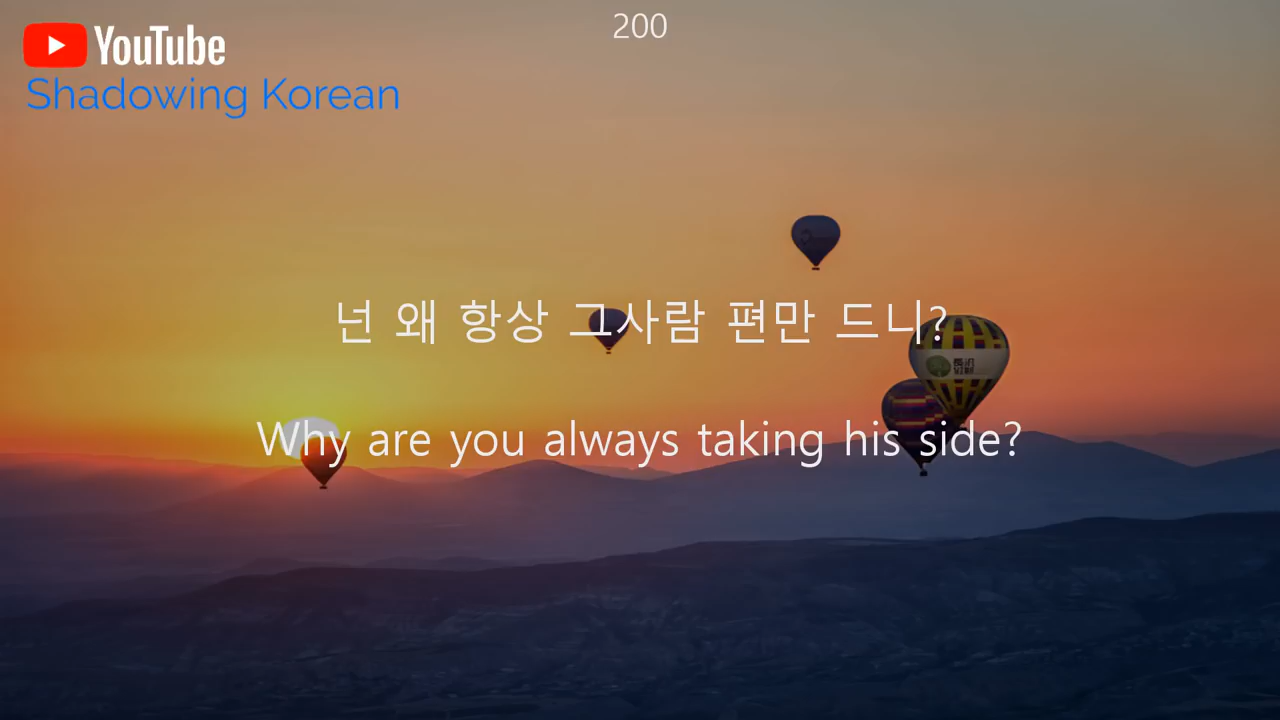 200
YouTube
Shadowing Korean
넌 왜 항상 그사람 편만 드니?
Why are you always taking his side?